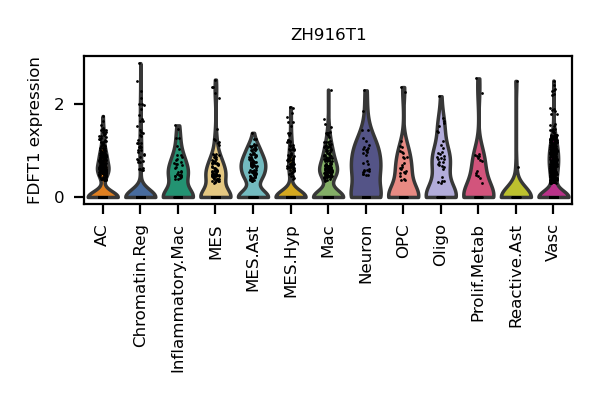 ZH916T1
FDFT1 expression
2
0
AC
Chromatin.Reg
Inflammatory.Mac
MES
MES.Ast
MES.Hyp
Mac
Neuron
OPC
Oligo
Prolif.Metab
Reactive.Ast
Vasc